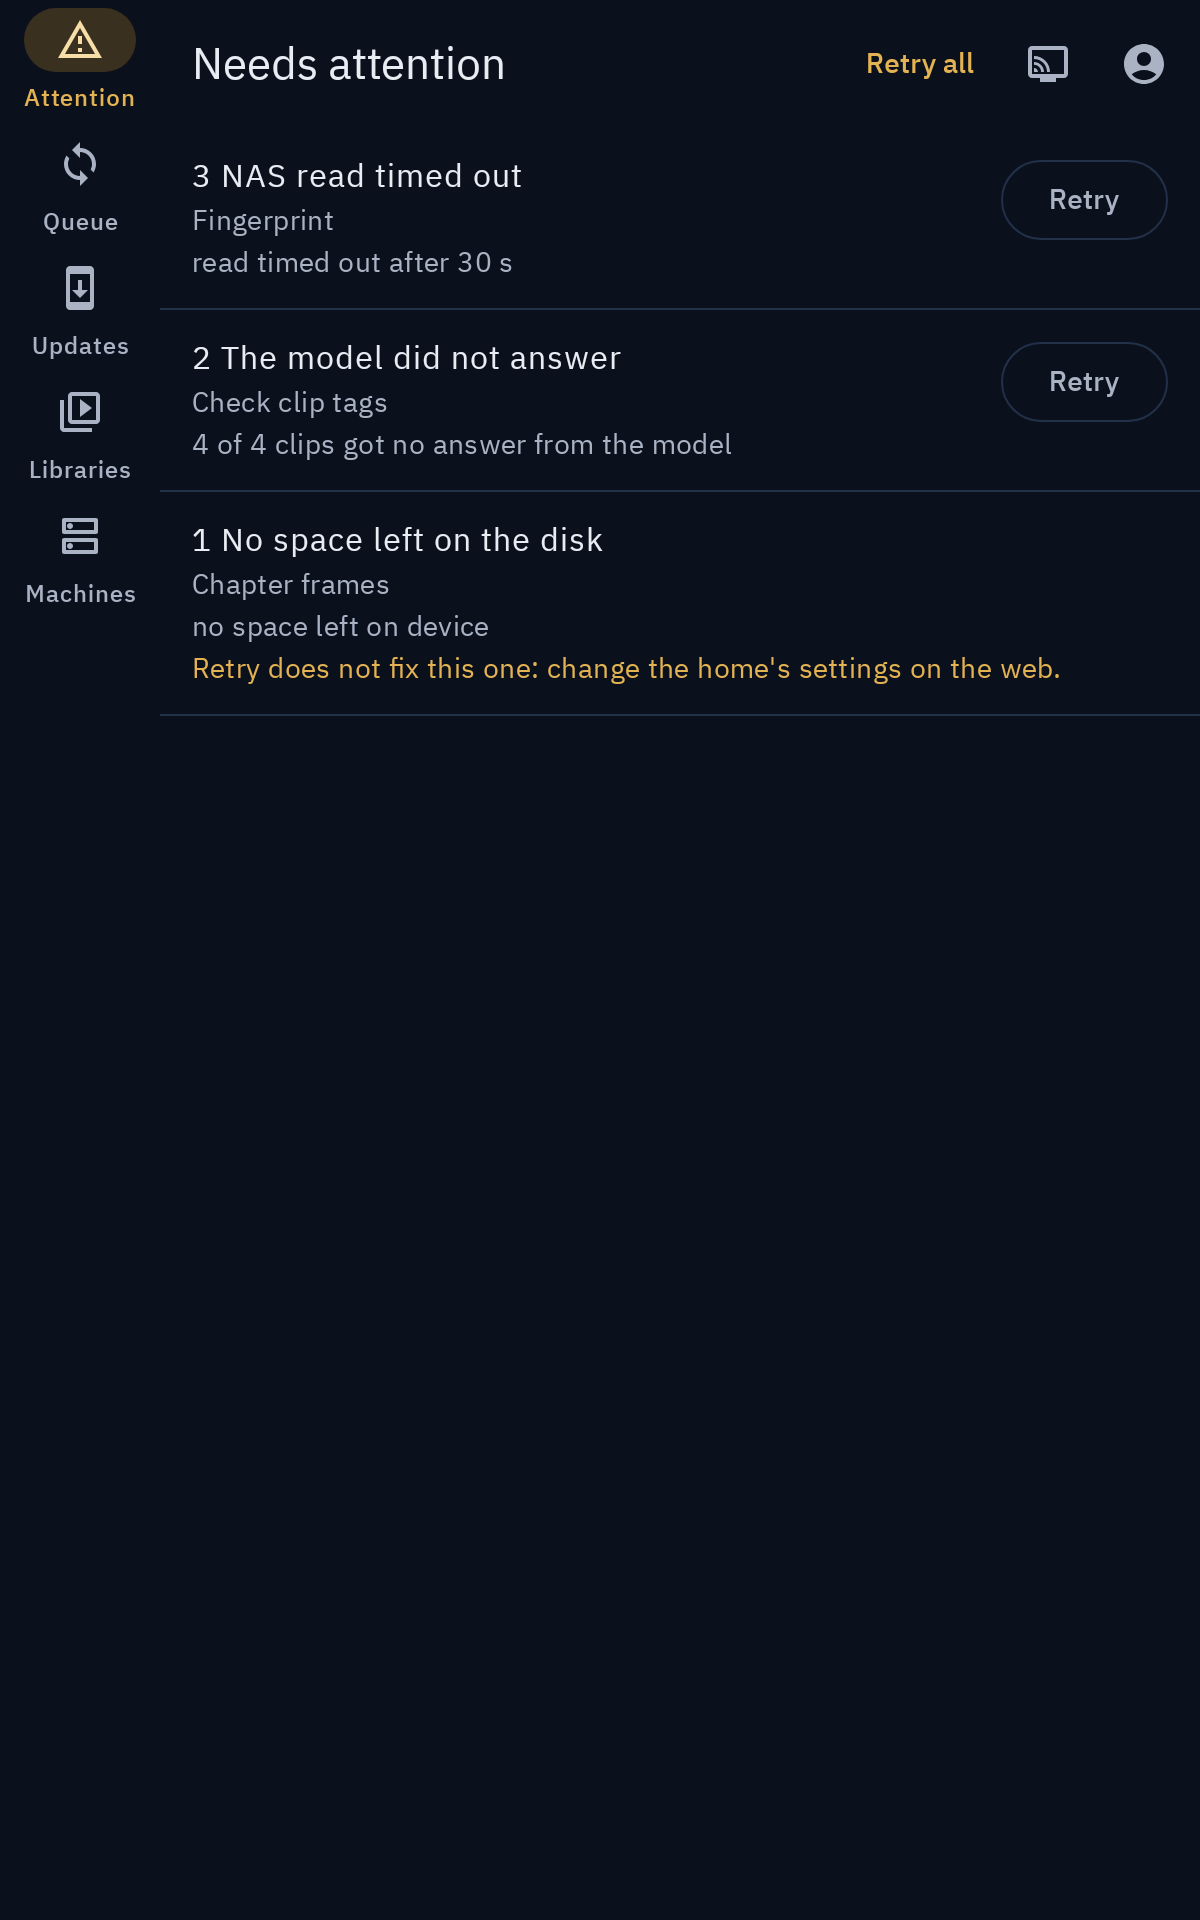 Attention
Queue
Updates
Libraries
Machines
Needs attention
Retry all
3 NAS read timed out
Fingerprint
read timed out after 30 s
Retry
2 The model did not answer
Check clip tags
4 of 4 clips got no answer from the model
Retry
1 No space left on the disk
Chapter frames
no space left on device
Retry does not fix this one: change the home's settings on the web.